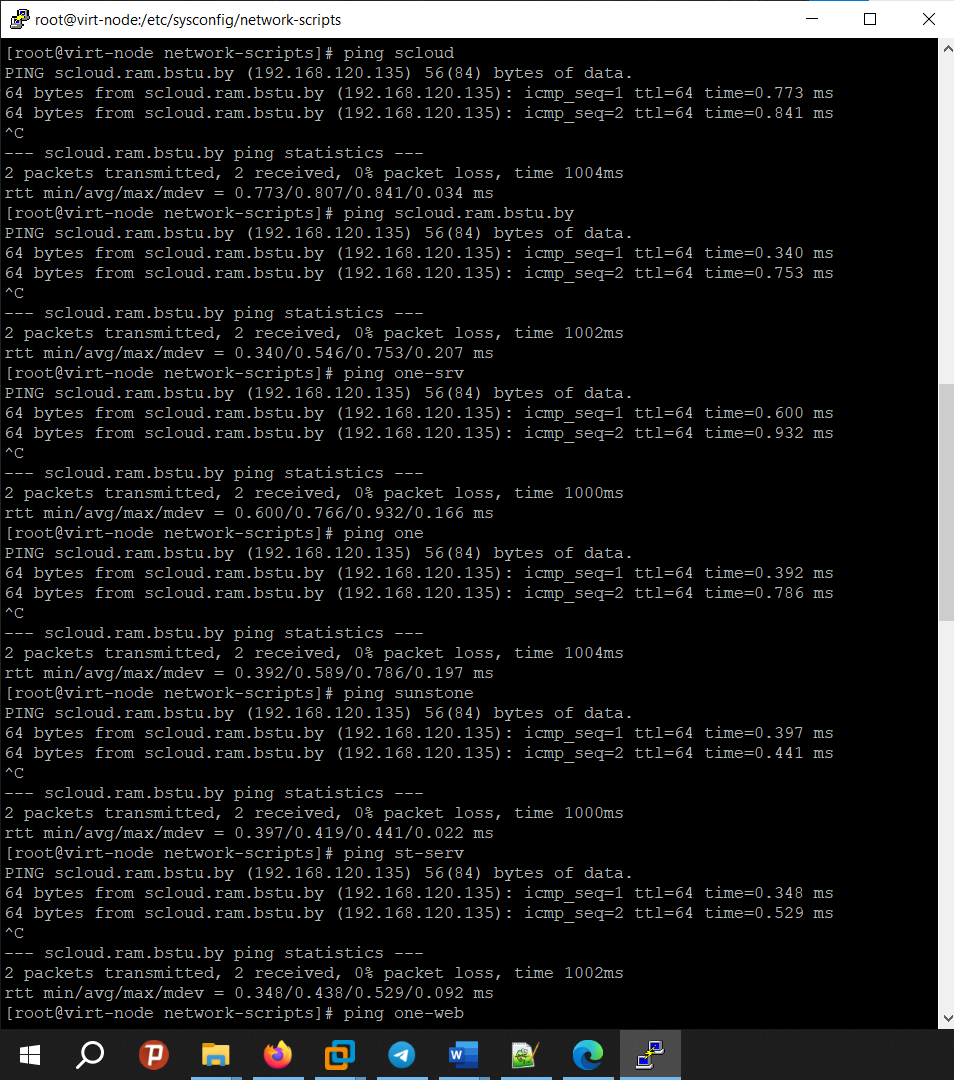 root@virt-node:/etc/sysconfig/network-scripts
[root@virt-node network-scripts]# ping scloud
PING scloud.ram.bstu.by (192.168.120.135) 56(84) bytes of data.
64 bytes from scloud.ram.bstu.by (192.168.120.135): icmp_seq=1 ttl=64 time=0.773 ms
64 bytes from scloud.ram.bstu.by (192.168.120.135): icmp_seq=2 ttl=64 time=0.841 ms
^C
--- scloud.ram.bstu.by ping statistics ---
2 packets transmitted, 2 received, 0% packet loss, time 1004ms
rtt min/avg/max/mdev = 0.773/0.807/0.841/0.034 ms
[root@virt-node network-scripts]# ping scloud.ram.bstu.by
PING scloud.ram.bstu.by (192.168.120.135) 56(84) bytes of data.
64 bytes from scloud.ram.bstu.by (192.168.120.135): icmp_seq=1 ttl=64 time=0.340 ms
64 bytes from scloud.ram.bstu.by (192.168.120.135): icmp_seq=2 ttl=64 time=0.753 ms
^C
--- scloud.ram.bstu.by ping statistics ---
2 packets transmitted, 2 received, 0% packet loss, time 1002ms
rtt min/avg/max/mdev = 0.340/0.546/0.753/0.207 ms
[root@virt-node network-scripts]# ping one-srv
PING scloud.ram.bstu.by (192.168.120.135) 56(84) bytes of data.
64 bytes from scloud.ram.bstu.by (192.168.120.135): icmp_seq=1 ttl=64 time=0.600 ms
64 bytes from scloud.ram.bstu.by (192.168.120.135): icmp_seq=2 ttl=64 time=0.932 ms
^C
--- scloud.ram.bstu.by ping statistics ---
2 packets transmitted, 2 received, 0% packet loss, time 1000ms
rtt min/avg/max/mdev = 0.600/0.766/0.932/0.166 ms
[root@virt-node network-scripts]# ping one
PING scloud.ram.bstu.by (192.168.120.135) 56(84) bytes of data.
64 bytes from scloud.ram.bstu.by (192.168.120.135): icmp_seq=1 ttl=64 time=0.392 ms
64 bytes from scloud.ram.bstu.by (192.168.120.135): icmp_seq=2 ttl=64 time=0.786 ms
^C
--- scloud.ram.bstu.by ping statistics ---
2 packets transmitted, 2 received, 0% packet loss, time 1004ms
rtt min/avg/max/mdev = 0.392/0.589/0.786/0.197 ms
[root@virt-node network-scripts]# ping sunstone
PING scloud.ram.bstu.by (192.168.120.135) 56(84) bytes of data.
64 bytes from scloud.ram.bstu.by (192.168.120.135): icmp_seq=1 ttl=64 time=0.397 ms
64 bytes from scloud.ram.bstu.by (192.168.120.135): icmp_seq=2 ttl=64 time=0.441 ms
^C
--- scloud.ram.bstu.by ping statistics ---
2 packets transmitted, 2 received, 0% packet loss, time 1000ms
rtt min/avg/max/mdev = 0.397/0.419/0.441/0.022 ms
[root@virt-node network-scripts]# ping st-serv
PING scloud.ram.bstu.by (192.168.120.135) 56(84) bytes of data.
64 bytes from scloud.ram.bstu.by (192.168.120.135): icmp_seq=1 ttl=64 time=0.348 ms
64 bytes from scloud.ram.bstu.by (192.168.120.135): icmp_seq=2 ttl=64 time=0.529 ms
^C
--- scloud.ram.bstu.by ping statistics ---
2 packets transmitted, 2 received, 0% packet loss, time 1002ms
rtt min/avg/max/mdev = 0.348/0.438/0.529/0.092 ms
[root@virt-node network-scripts]# ping one-web